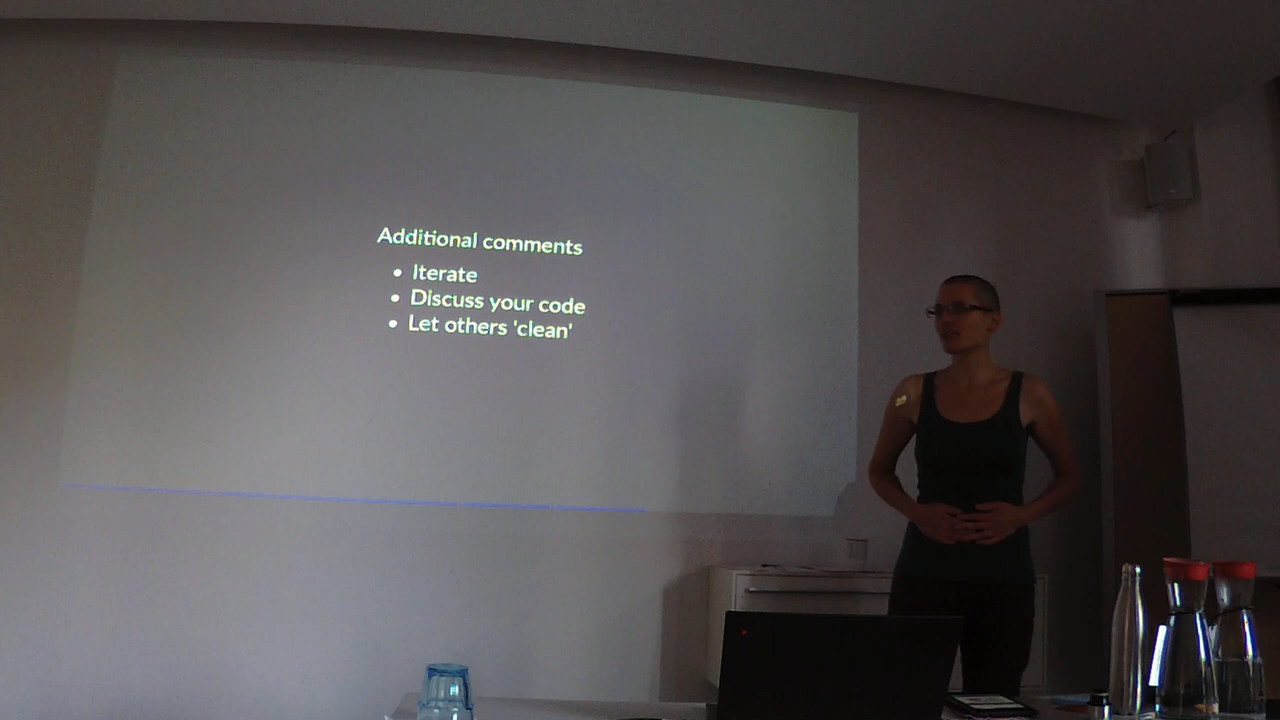 Additional comments
• Iterate
• Discuss your code
• Let others 'clean'